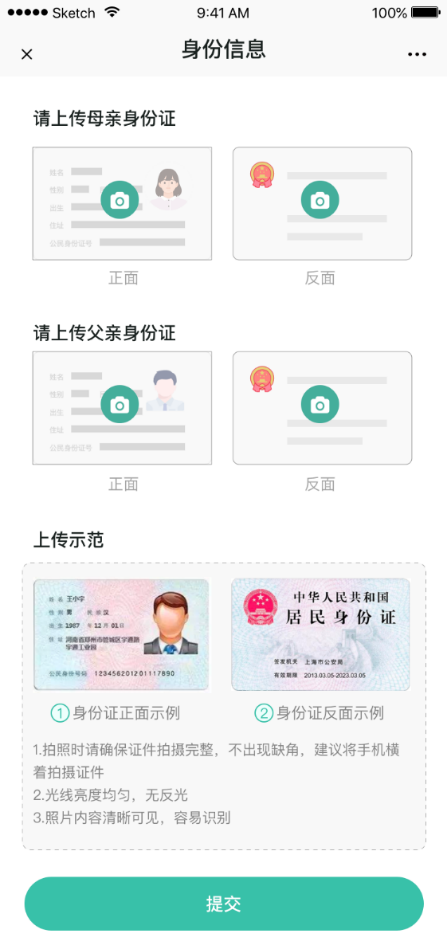 Sketch 9:41 AM 100%
身份信息
请上传母亲身份证
姓名
性别
出生
住址
公民身份证号
正面 反面
请上传父亲身份证
姓名
性别
出生
住址
公民身份证号
正面 反面
上传示范
姓名 王小宇
性别 男 民族 汉
出生 1987 年 12 月 01 日
住址 河南省郑州市管城区宇通路
宇通工业园
公民身份号码 123456201201117890
中华人民共和国
居民身份证
签发机关 上海市公安局
有效期限 2013.03.05-2023.03.05
1 身份证正面示例 2 身份证反面示例
1.拍照时请确保证件拍摄完整，不出现缺角，建议将手机横
着拍摄证件
2.光线亮度均匀，无反光
3.照片内容清晰可见，容易识别
提交